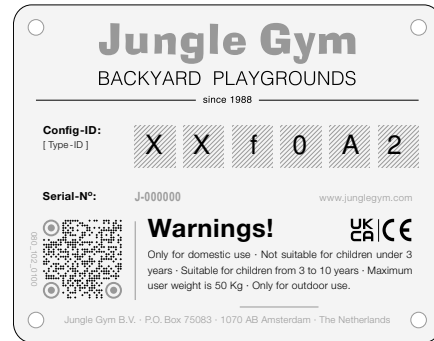 Jungle Gym
BACKYARD PLAYGROUNDS
since 1988
Config-ID:
[ Type-ID ]
X X f 0 A 2
Serial-Nº:
J-000000
www.junglegym.com
080_102_0100
Warnings!
UK CA CE
Only for domestic use · Not suitable for children under 3
years · Suitable for children from 3 to 10 years · Maximum
user weight is 50 Kg · Only for outdoor use.
Jungle Gym B.V. · P.O. Box 75083 · 1070 AB Amsterdam · The Netherlands